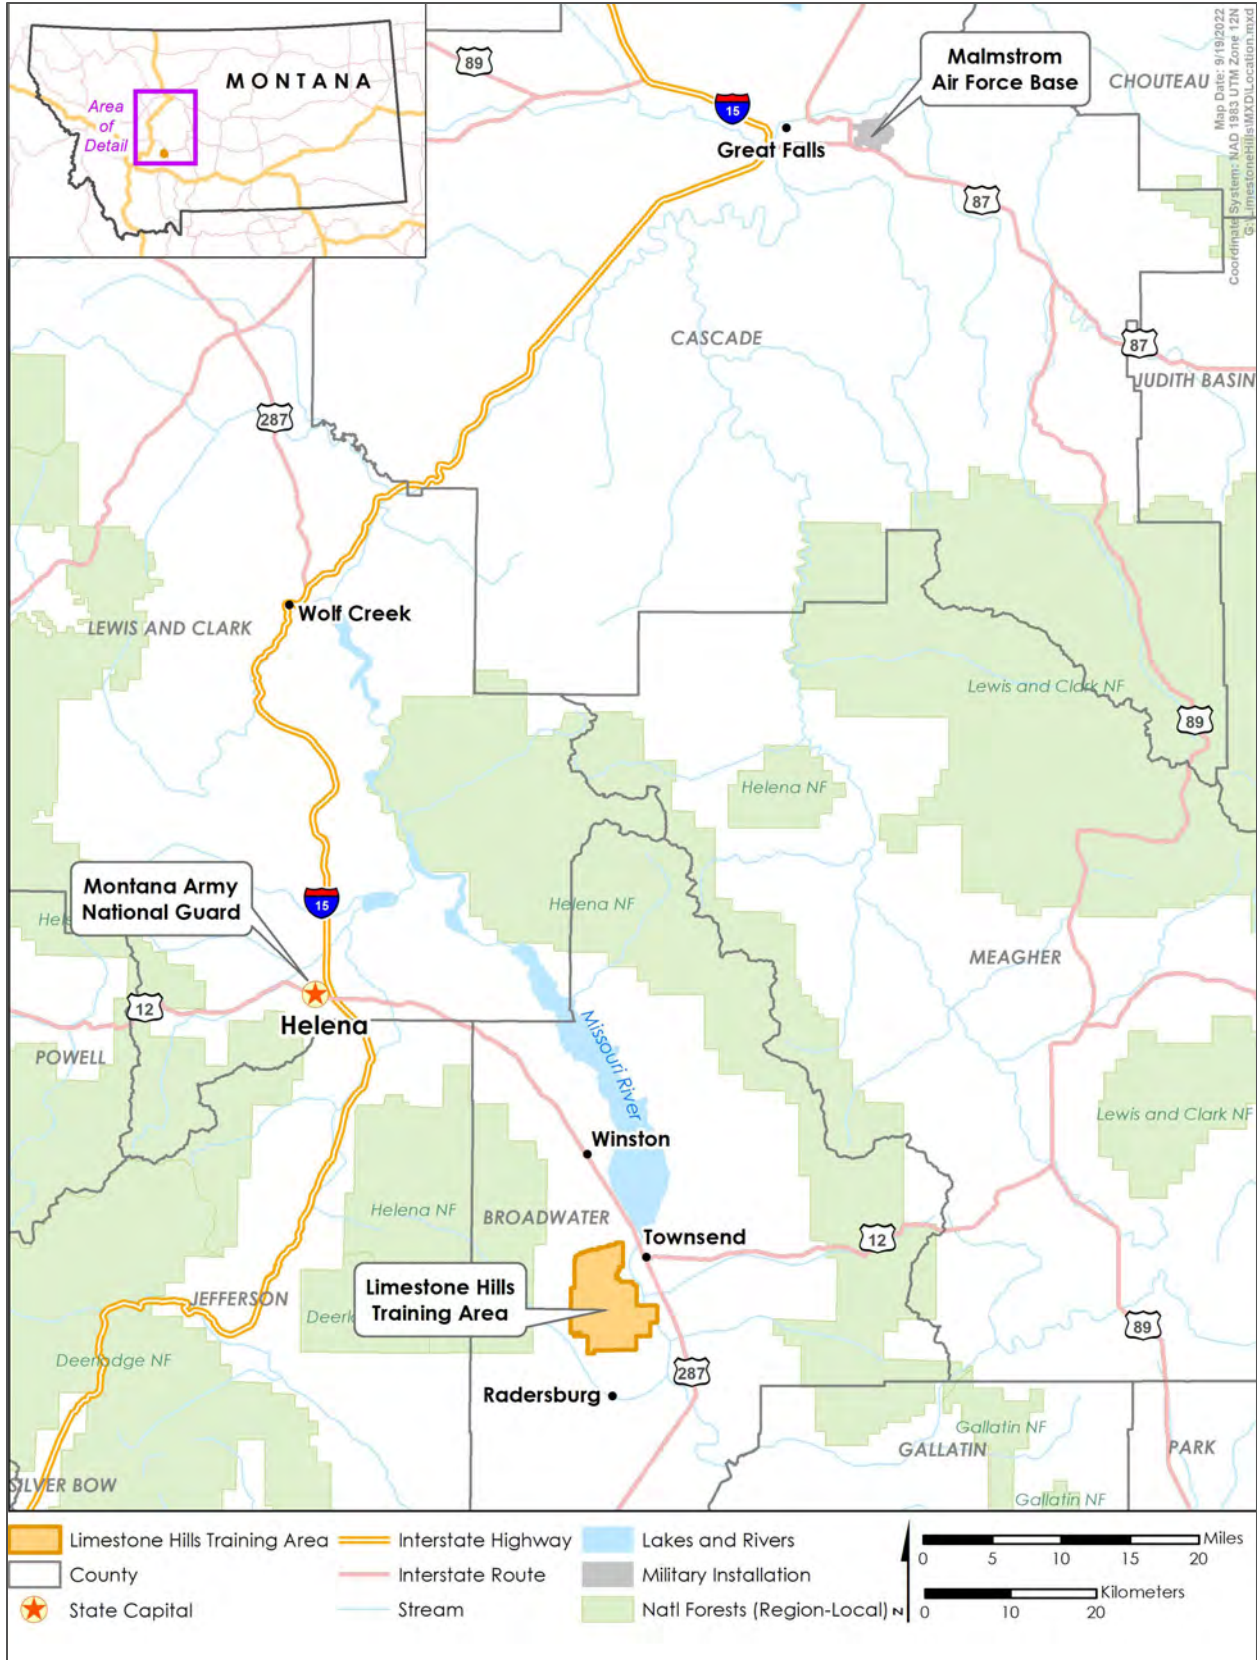 MONTANA
Area
of
Detail
89
15
Great Falls
Malmstrom
Air Force Base
CHOUTEAU
Map Date: 9/19/2022
Coordinate System: NAD 1983 UTM Zone 12N
G:\LimestoneHills\MXD\Location.mxd
87
CASCADE
87
JUDITH BASIN
287
Wolf Creek
LEWIS AND CLARK
Lewis and Clark NF
89
Helena NF
Montana Army
National Guard
15
Helena NF
MEAGHER
12
Helena
POWELL
Missouri River
Lewis and Clark NF
Winston
Helena NF
BROADWATER
Townsend
12
Limestone Hills
Training Area
JEFFERSON
Deerlodge NF
89
287
Radersburg
Gallatin NF
GALLATIN
PARK
SILVER BOW
Gallatin NF
Limestone Hills Training Area
County
State Capital
Interstate Highway
Interstate Route
Stream
Lakes and Rivers
Military Installation
Natl Forests (Region-Local)
N
Miles
0 5 10 15 20
Kilometers
0 10 20